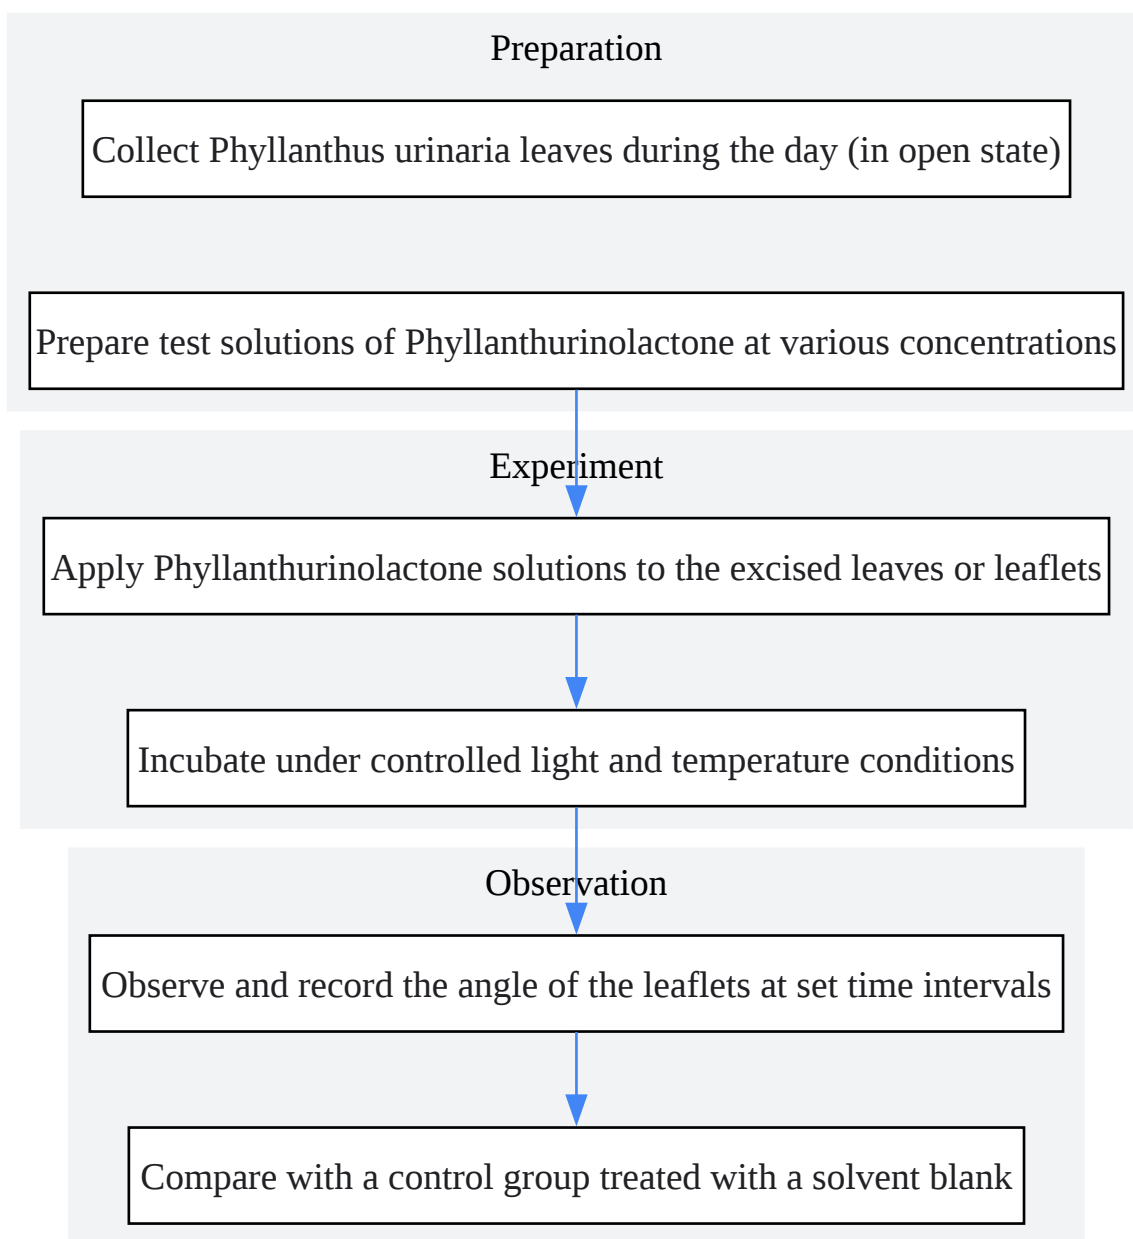 Preparation
Collect Phyllanthus urinaria leaves during the day (in open state)
Prepare test solutions of Phyllanthurinolactone at various concentrations
Experiment
Apply Phyllanthurinolactone solutions to the excised leaves or leaflets
Incubate under controlled light and temperature conditions
Observation
Observe and record the angle of the leaflets at set time intervals
Compare with a control group treated with a solvent blank